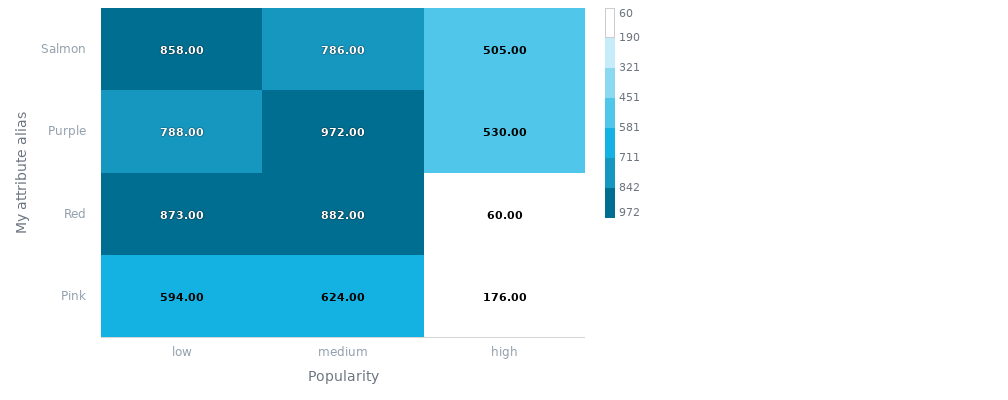 My attribute alias
Salmon 858.00 786.00 505.00
Purple 788.00 972.00 530.00
Red 873.00 882.00 60.00
Pink 594.00 624.00 176.00
low medium high
Popularity
60
190
321
451
581
711
842
972